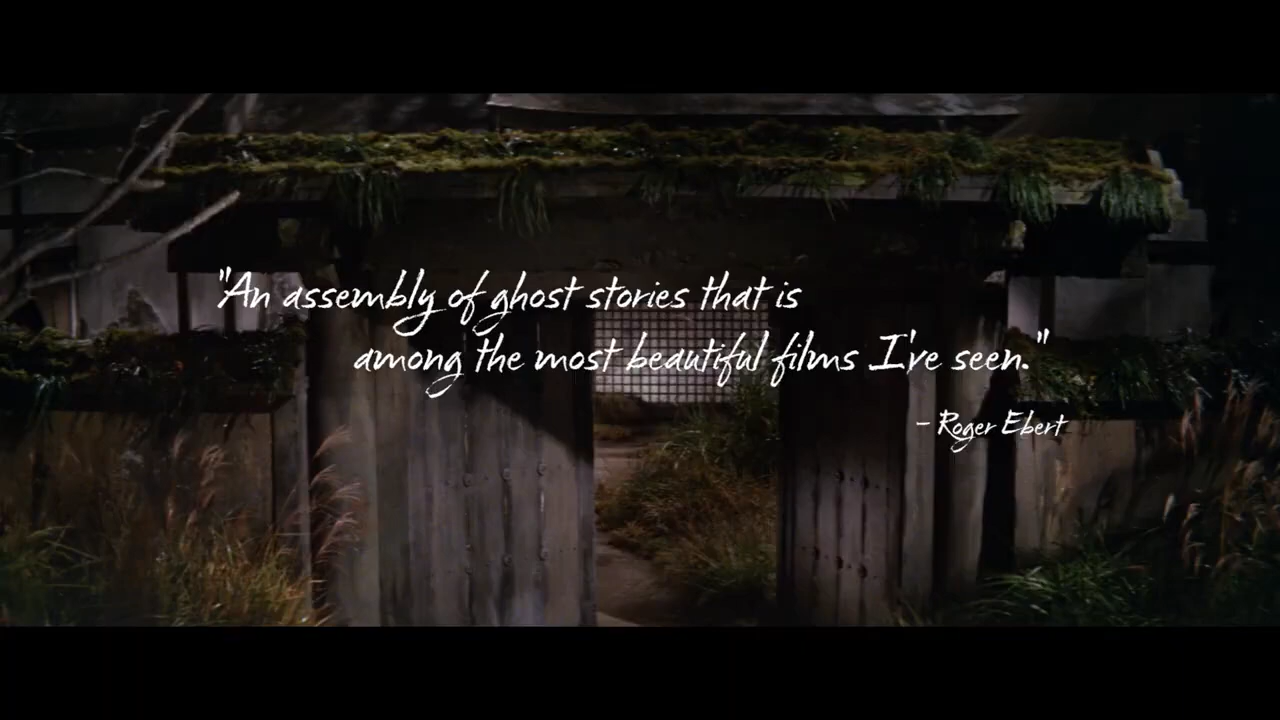 "An assembly of ghost stories that is
among the most beautiful films I've seen."
- Roger Ebert